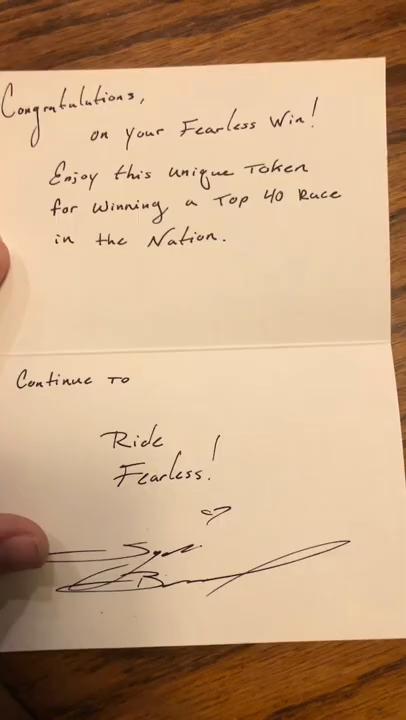 Congratulutions,
on your Fearless Win!
Enjoy this unique Token
for Winning a Top 40 Race
in the Nation.
Continue To
Ride
Fearless!